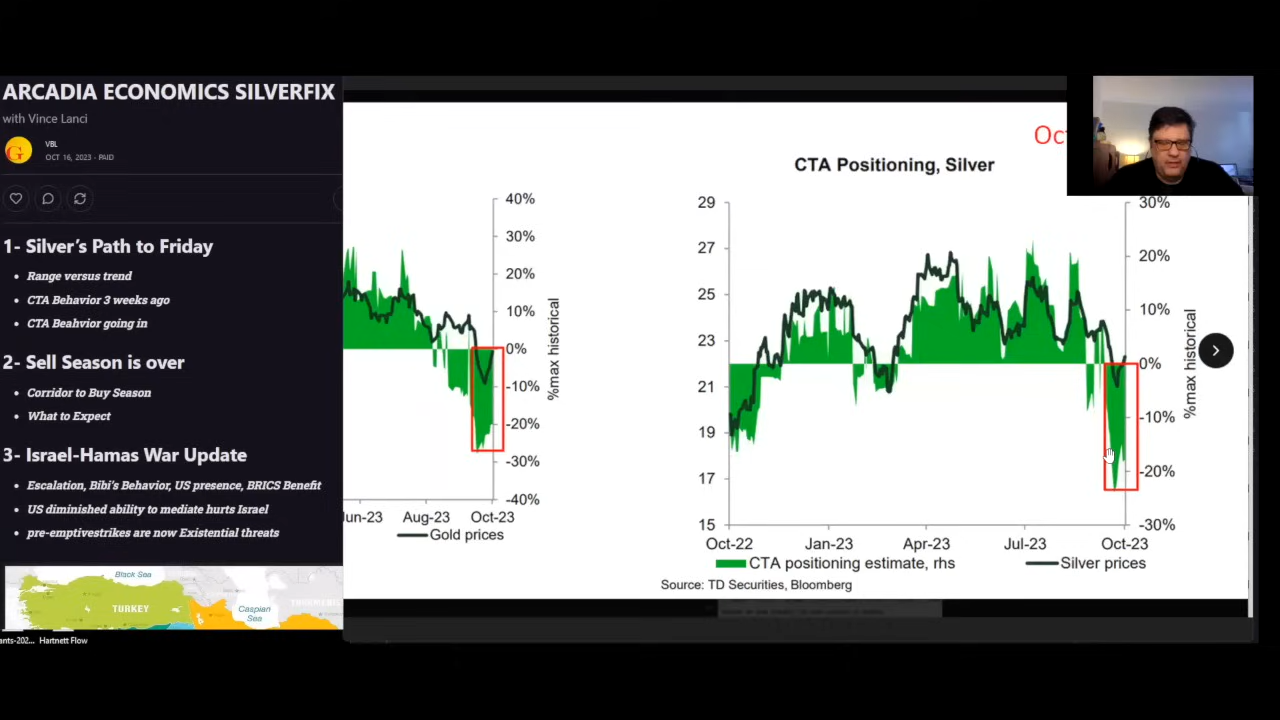 ARCADIA ECONOMICS SILVERFIX
with Vince Lanci
VBL
OCT 16, 2023 · PAID
1- Silver's Path to Friday
Range versus trend
CTA Behavior 3 weeks ago
CTA Beahvior going in
2- Sell Season is over
Corridor to Buy Season
What to Expect
3- Israel-Hamas War Update
Escalation, Bibi's Behavior, US presence, BRICS Benefit
US diminished ability to mediate hurts Israel
pre-emptivestrikes are now Existential threats
Black Sea
TURKEY
Caspian
Sea
Hartnett Flow
40%
30%
20%
10%
0%
-10%
-20%
-30%
-40%
%max historical
Aug-23
Oct-23
Gold prices
CTA Positioning, Silver
29
27
25
23
21
19
17
15
30%
20%
10%
0%
-10%
-20%
-30%
%max historical
Oct-22
Jan-23
Apr-23
Jul-23
Oct-23
CTA positioning estimate, rhs
Silver prices
Source: TD Securities, Bloomberg